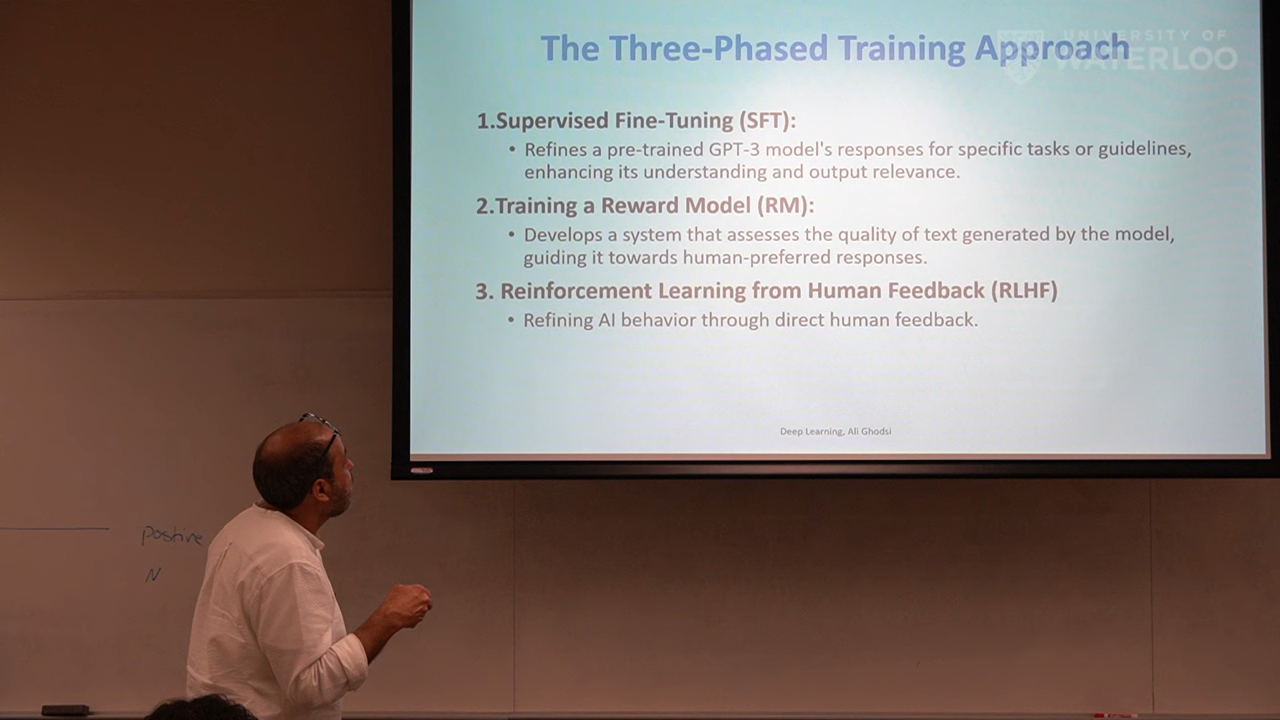 The Three-Phased Training Approach
UNIVERSITY OF
WATERLOO
1.Supervised Fine-Tuning (SFT):
• Refines a pre-trained GPT-3 model's responses for specific tasks or guidelines,
enhancing its understanding and output relevance.
2.Training a Reward Model (RM):
• Develops a system that assesses the quality of text generated by the model,
guiding it towards human-preferred responses.
3. Reinforcement Learning from Human Feedback (RLHF)
• Refining AI behavior through direct human feedback.
Deep Learning, Ali Ghodsi
positive
N